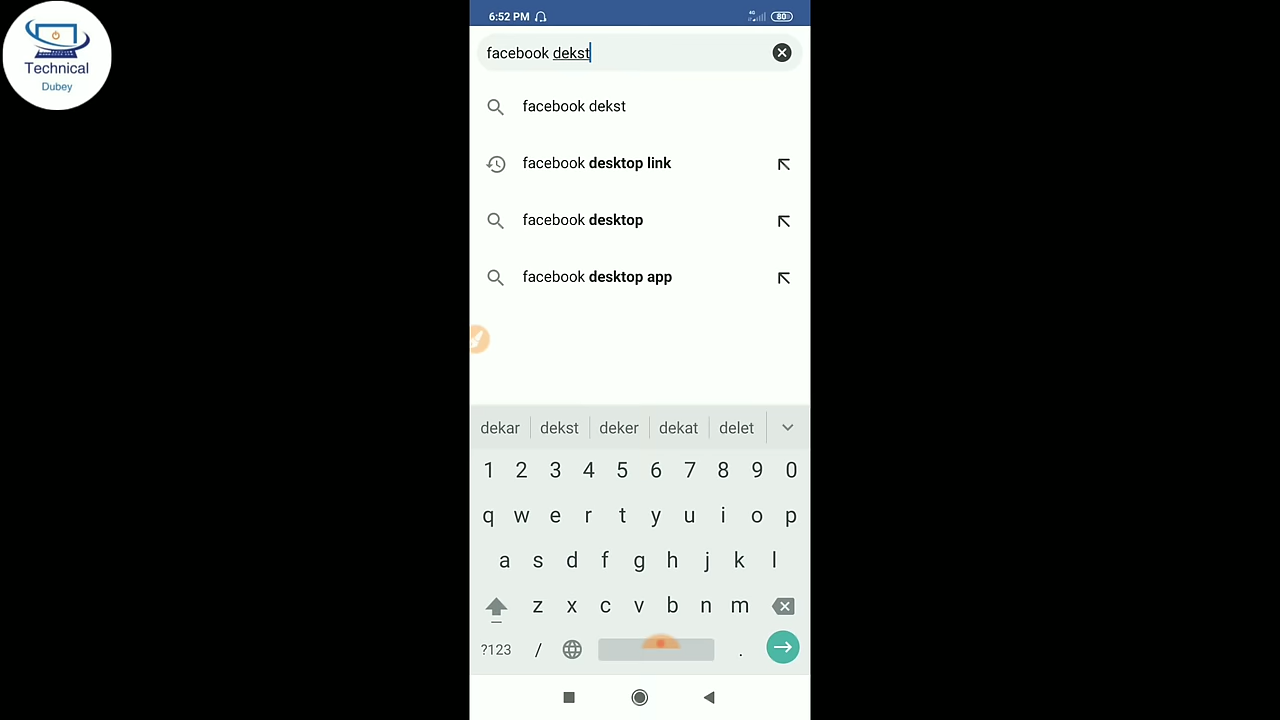 Technical
Dubey
6:52 PM
4G
80
facebook dekst
facebook dekst
facebook desktop link
facebook desktop
facebook desktop app
dekar dekst deker dekat delet
1 2 3 4 5 6 7 8 9 0
q w e r t y u i o p
a s d f g h j k l
z x c v b n m
?123 / .